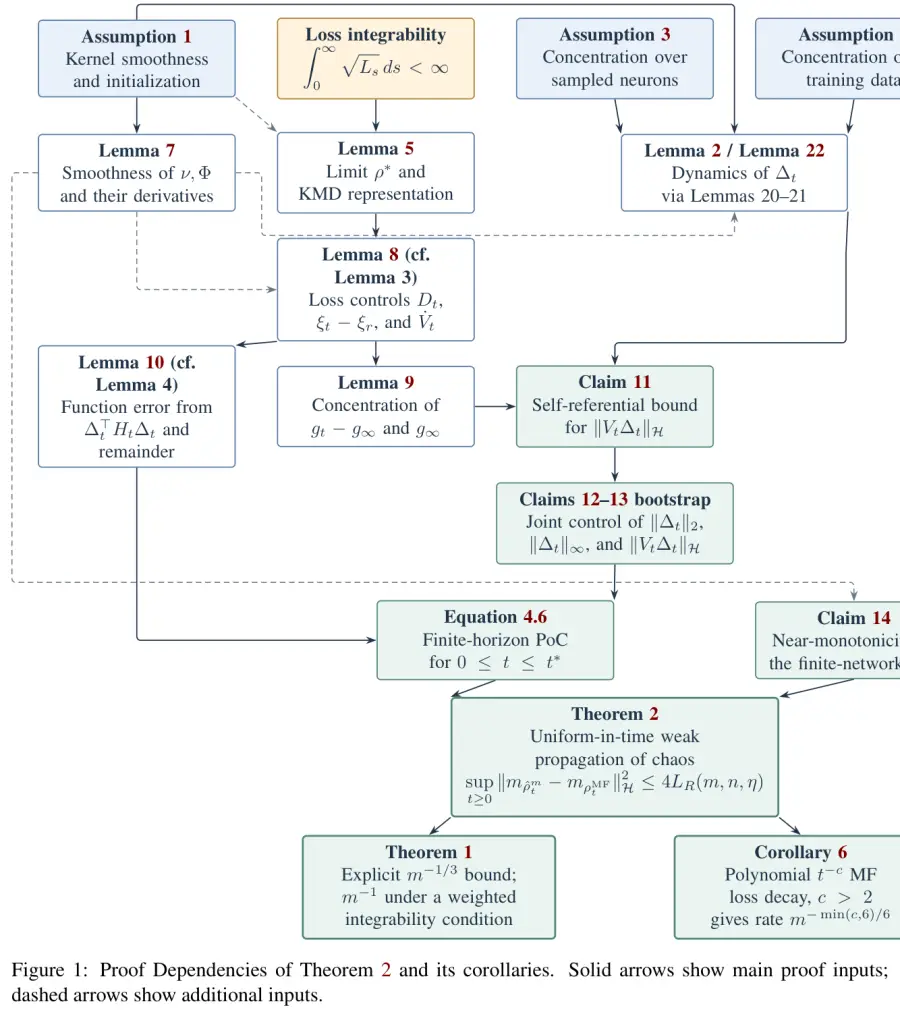 Assumption 1
Kernel smoothness
and initialization
Loss integrability
∫₀^∞ √L_s ds < ∞
Assumption 3
Concentration over
sampled neurons
Assumption
Concentration o
training data
Lemma 7
Smoothness of ν, Φ
and their derivatives
Lemma 5
Limit ρ* and
KMD representation
Lemma 2 / Lemma 22
Dynamics of Δ_t
via Lemmas 20–21
Lemma 8 (cf.
Lemma 3)
Loss controls D_t,
ξ_t − ξ_r, and V̇_t
Lemma 10 (cf.
Lemma 4)
Function error from
Δ_t^⊤ H_t Δ_t and
remainder
Lemma 9
Concentration of
g_t − g_∞ and g_∞
Claim 11
Self-referential bound
for ‖V_tΔ_t‖_ℋ
Claims 12–13 bootstrap
Joint control of ‖Δ_t‖₂,
‖Δ_t‖_∞, and ‖V_tΔ_t‖_ℋ
Equation 4.6
Finite-horizon PoC
for 0 ≤ t ≤ t*
Claim 14
Near-monotonici
the finite-network
Theorem 2
Uniform-in-time weak
propagation of chaos
sup_{t≥0} ‖m_{ρ̂_t^m} − m_{ρ_t^{MF}}‖²_ℋ ≤ 4L_R(m, n, η)
Theorem 1
Explicit m^{−1/3} bound;
m^{−1} under a weighted
integrability condition
Corollary 6
Polynomial t^{−c} MF
loss decay, c > 2
gives rate m^{−min(c,6)/6}
Figure 1: Proof Dependencies of Theorem 2 and its corollaries. Solid arrows show main proof inputs;
dashed arrows show additional inputs.